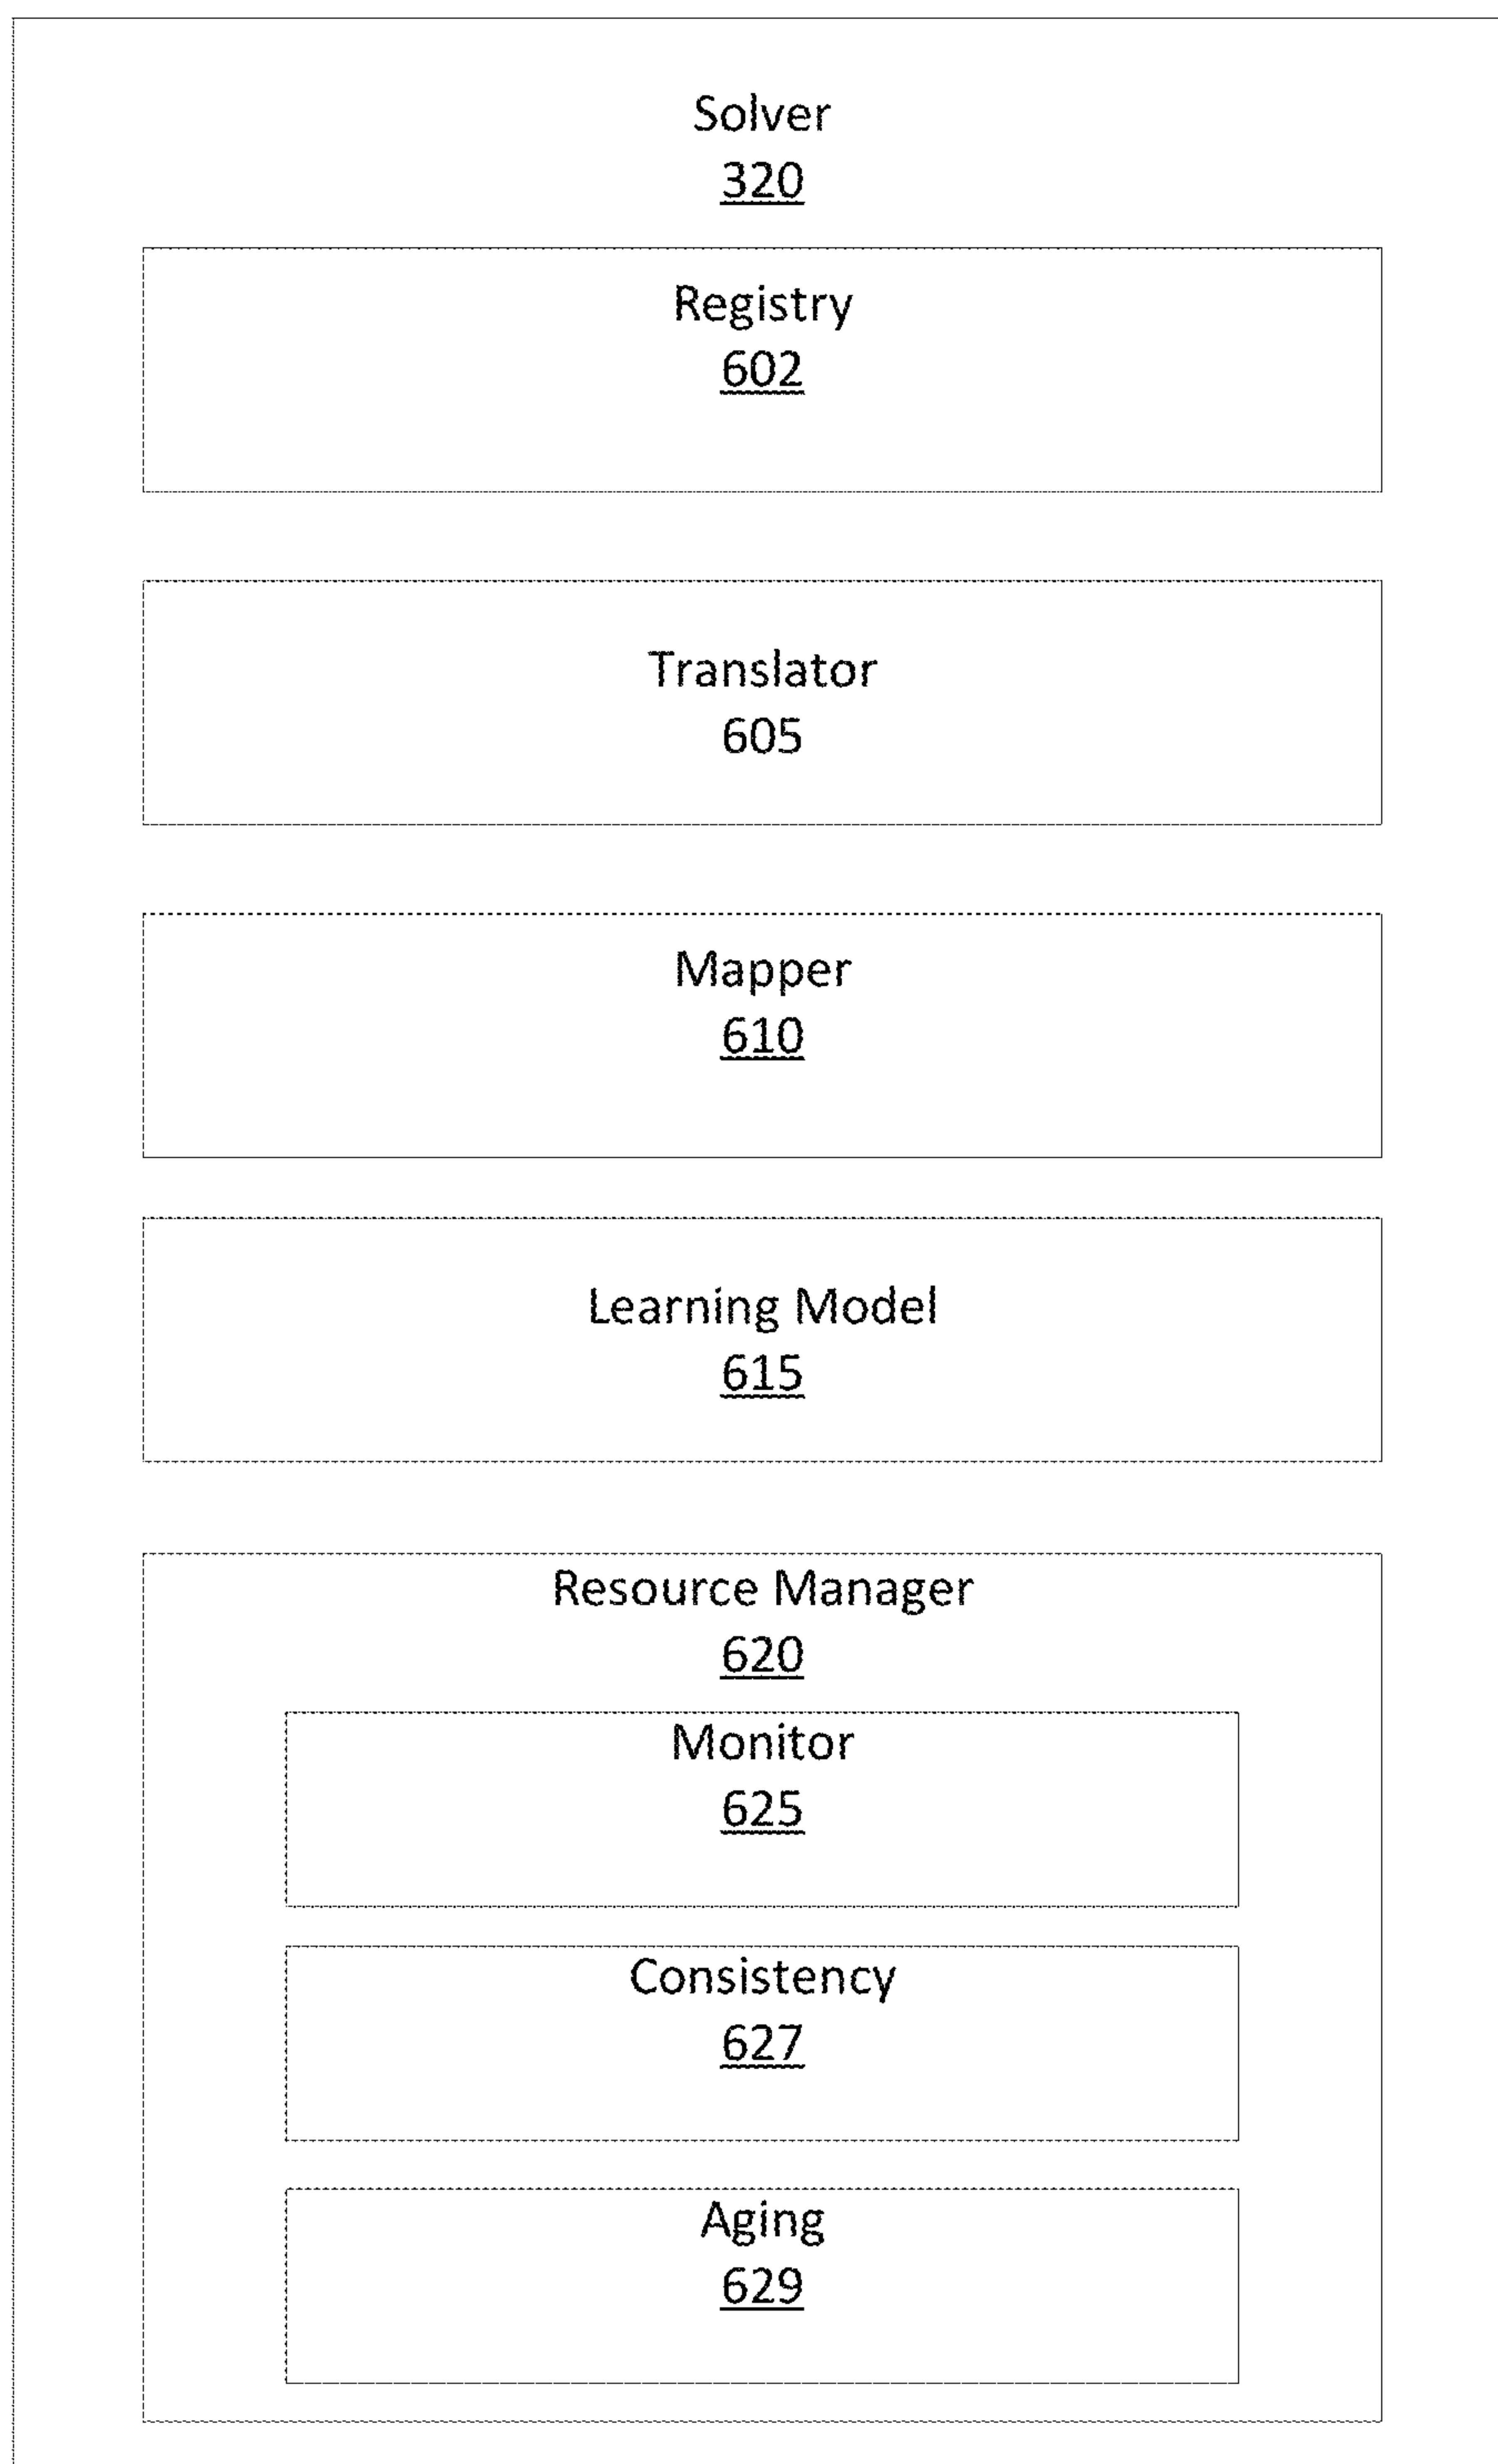 Solver
320
Registry
602
Translator
605
Mapper
610
Learning Model
615
Resource Manager
620
Monitor
625
Consistency
627
Aging
629